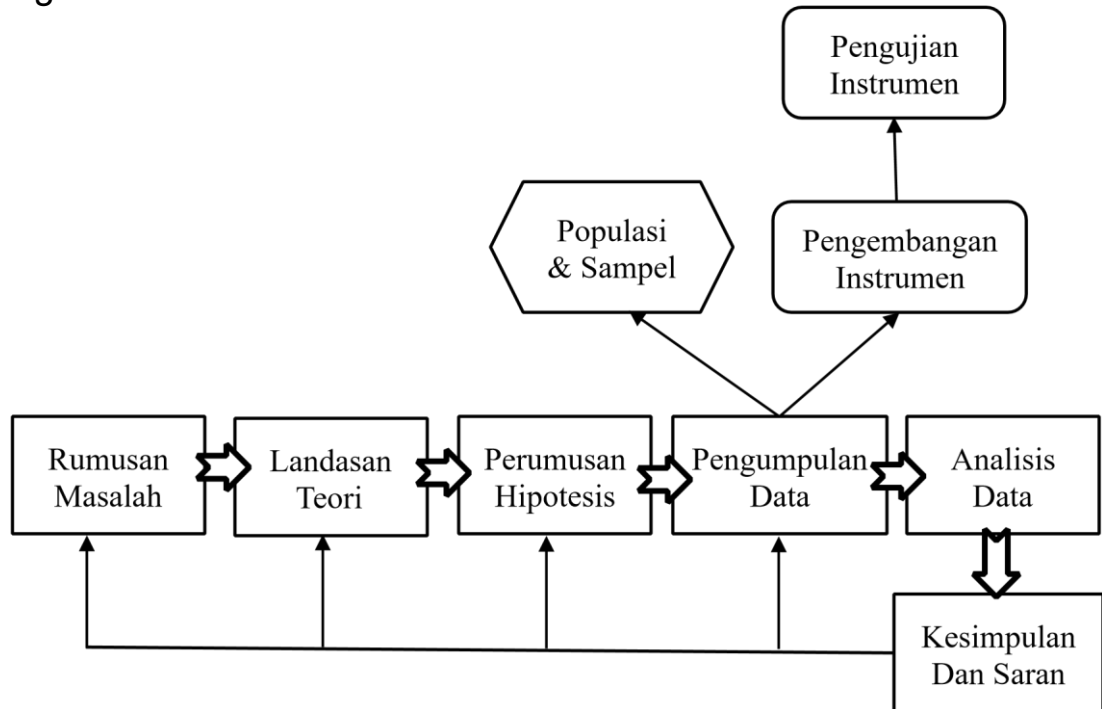 Pengujian
Instrumen
Populasi
& Sampel
Pengembangan
Instrumen
Rumusan
Masalah
Landasan
Teori
Perumusan
Hipotesis
Pengumpulan
Data
Analisis
Data
Kesimpulan
Dan Saran